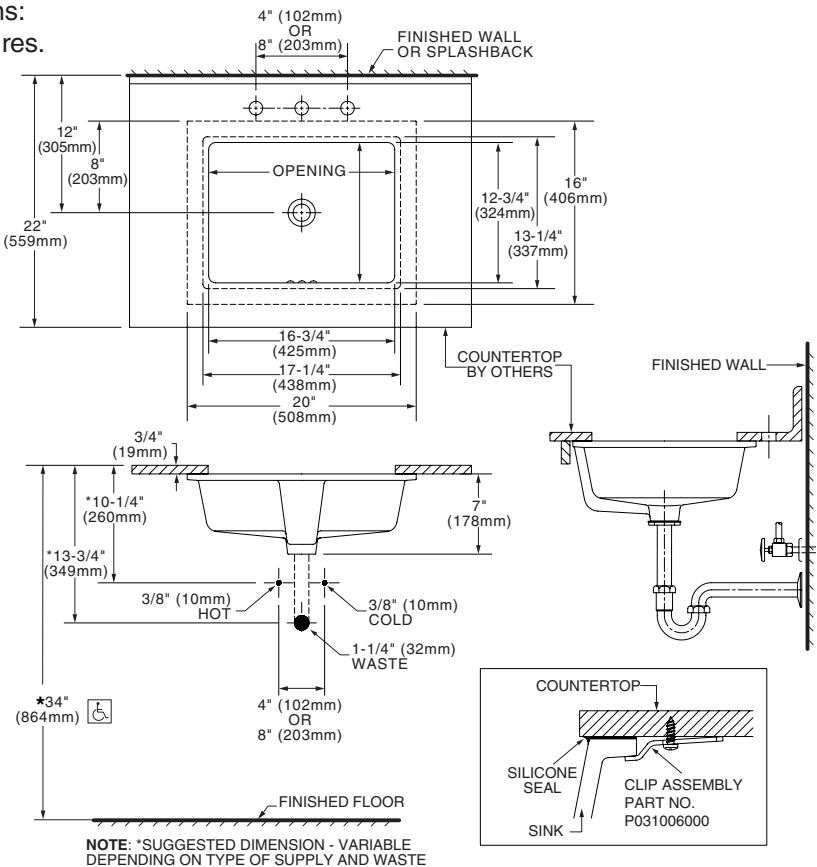 ns:
res.
4" (102mm)
OR
8" (203mm)
FINISHED WALL
OR SPLASHBACK
12"
(305mm)
8"
(203mm)
22"
(559mm)
OPENING
12-3/4"
(324mm)
16"
(406mm)
13-1/4"
(337mm)
16-3/4"
(425mm)
17-1/4"
(438mm)
20"
(508mm)
COUNTERTOP
BY OTHERS
FINISHED WALL
3/4"
(19mm)
*10-1/4"
(260mm)
*13-3/4"
(349mm)
7"
(178mm)
3/8" (10mm)
HOT
3/8" (10mm)
COLD
1-1/4" (32mm)
WASTE
4" (102mm)
OR
8" (203mm)
*34"
(864mm)
FINISHED FLOOR
NOTE: *SUGGESTED DIMENSION - VARIABLE
DEPENDING ON TYPE OF SUPPLY AND WASTE
COUNTERTOP
SILICONE
SEAL
SINK
CLIP ASSEMBLY
PART NO.
P031006000